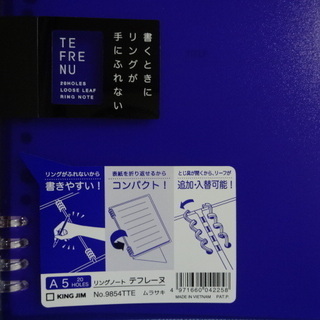 TE
FRE
NU
書くときに
リングが
手にふれない
LOOSE LEAF
RING NOTE
リングがふれないから
書きやすい!
表紙を折り返せるから
コンパクト!
とじ具が開くから、リーフが
追加・入替可能!
A5 20 HOLES
リングノート テフレーヌ
KING JIM
No.9854TTE ムラサキ
4 971660 042258
MADE IN VIETNAM PAT.P